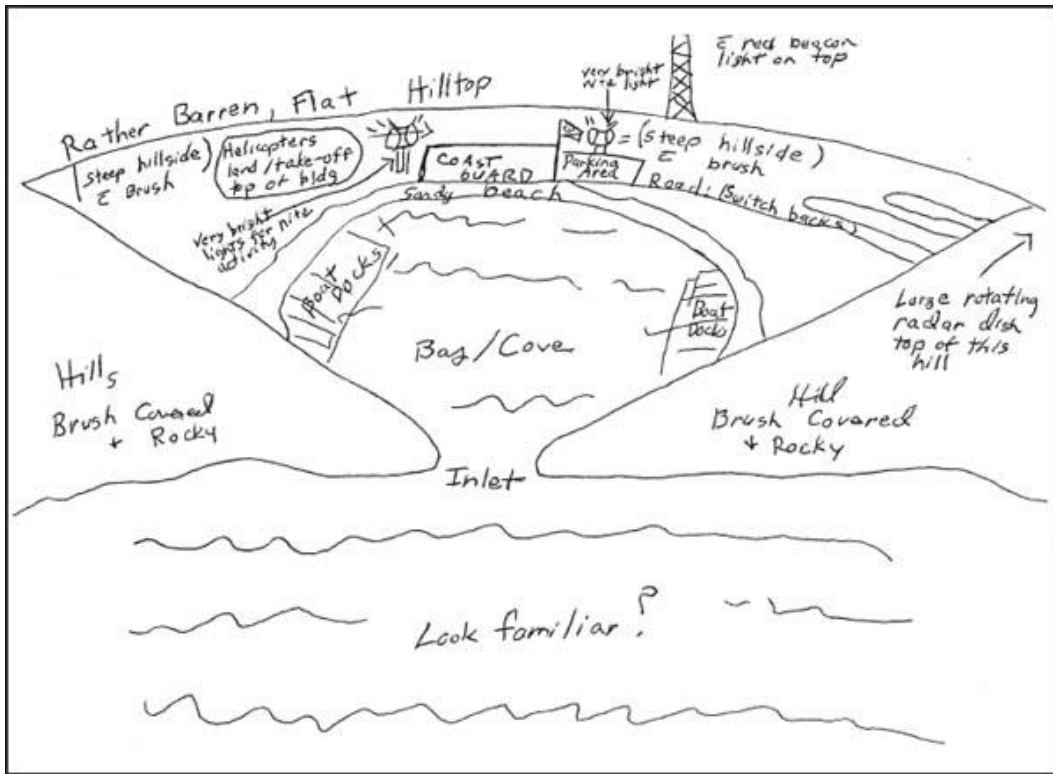 Rather Barren, Flat Hilltop
c̄ red beacon
light on top
very bright
nite light
(steep hillside)
c̄ Brush
Helicopters
land/take-off
top of bldg
COAST
GUARD
Parking
Area
= (steep hillside)
c̄ brush
Road: (Switch backs)
Sandy beach
very bright
lights for nite
activity
Boat
Docks
Boat
Docks
Bay/Cove
Large rotating
radar dish
top of this
hill
Hills
Brush Covered
+ Rocky
Hill
Brush Covered
+ Rocky
Inlet
Look familiar?